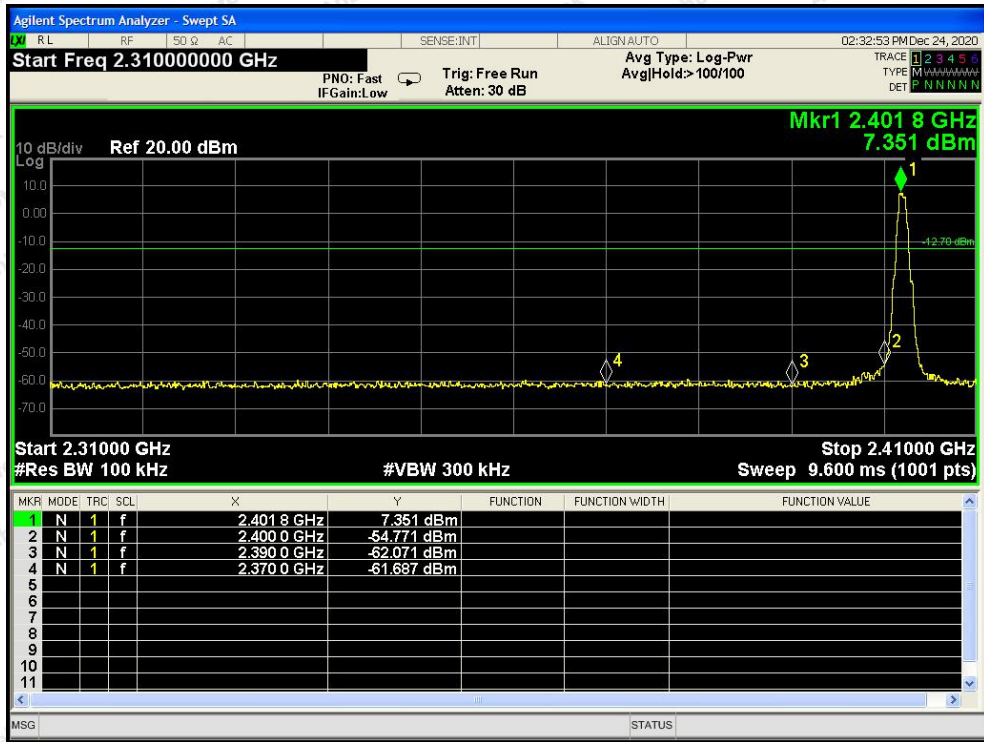 Agilent Spectrum Analyzer - Swept SA
LXI RL RF 50 Ω AC SENSE:INT ALIGN AUTO 02:32:53 PM Dec 24, 2020
Start Freq 2.310000000 GHz Avg Type: Log-Pwr TRACE 1 2 3 4 5 6
PNO: Fast Trig: Free Run Avg|Hold:> 100/100 TYPE M
IFGain:Low Atten: 30 dB DET P N N N N N
Mkr1 2.401 8 GHz
10 dB/div Ref 20.00 dBm 7.351 dBm
Log
1
10.0
0.00
-10.0 -12.70 dBm
-20.0
-30.0
-40.0
-50.0 2
4 3
-60.0
-70.0
Start 2.31000 GHz Stop 2.41000 GHz
#Res BW 100 kHz #VBW 300 kHz Sweep 9.600 ms (1001 pts)
MKR MODE TRC SCL X Y FUNCTION FUNCTION WIDTH FUNCTION VALUE
1 N 1 f 2.401 8 GHz 7.351 dBm
2 N 1 f 2.400 0 GHz -54.771 dBm
3 N 1 f 2.390 0 GHz -62.071 dBm
4 N 1 f 2.370 0 GHz -61.687 dBm
5
6
7
8
9
10
11
MSG STATUS